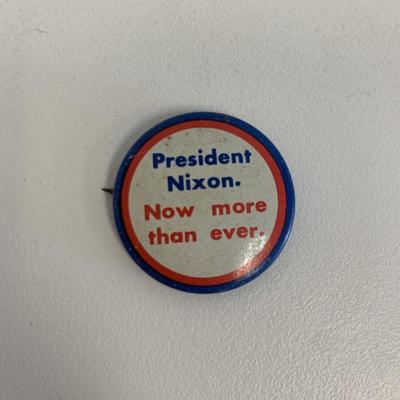 President
Nixon.
Now more
than ever.